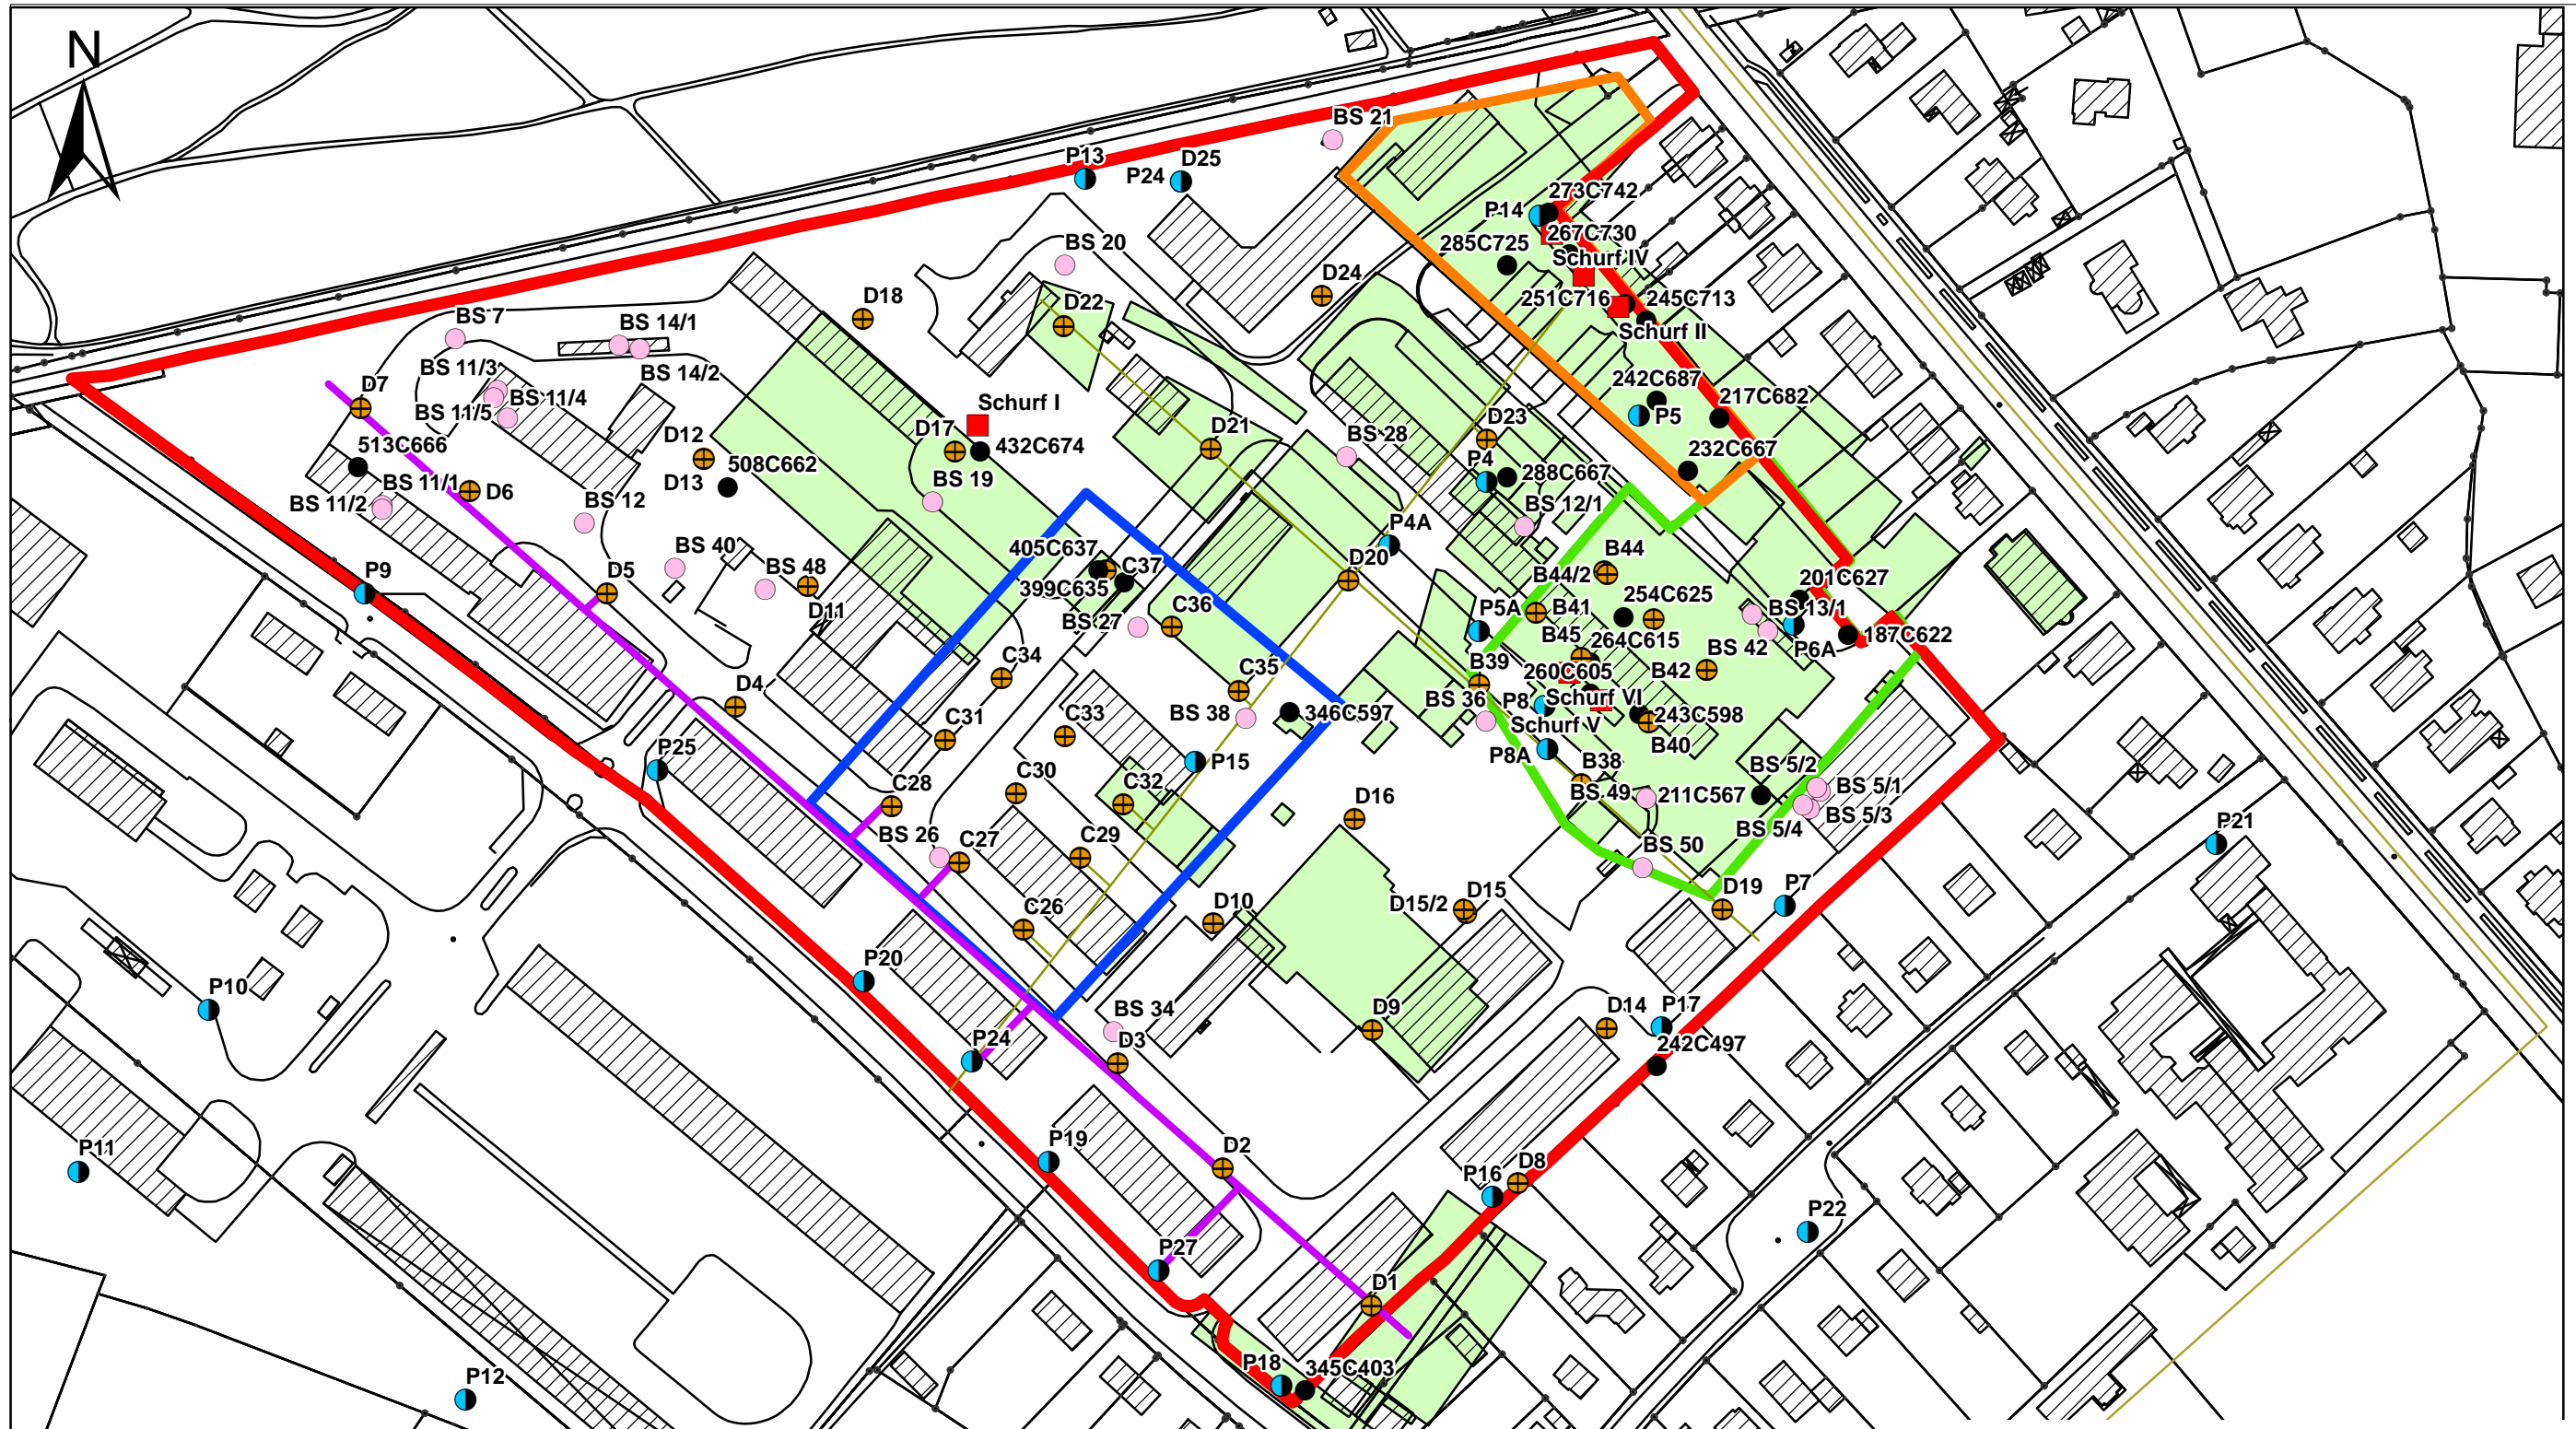 N
BS 21
P13
D25
P24
273C742
P14
267C730
285C725
Schurf IV
BS 20
D24
251C716
245C713
D22
D18
Schurf II
BS 7
BS 14/1
BS 14/2
BS 11/3
D7
BS 11/4
BS 11/5
242C687
217C682
P5
Schurf I
D23
D21
D17
432C674
BS 28
513C666
D12
508C662
D13
P4
288C667
232C667
BS 11/1
D6
BS 11/2
BS 19
BS 12
BS 12/1
P4A
405C637
BS 40
BS 48
C37
D20
B44
B44/2
P9
D5
399C635
201C627
D11
C36
BS 27
P5A
B41
254C625
BS 13/1
187C622
B45
264C615
P6A
BS 42
B42
C34
C35
B39
260C605
D4
BS 36
P8
Schurf VI
C31
C33
BS 38
346C597
Schurf V
243C598
B40
P25
P15
P8A
B38
BS 5/2
C28
C30
C32
D16
BS 49
211C567
BS 5/1
BS 5/3
BS 5/4
P21
BS 26
C27
C29
BS 50
C26
D10
D15/2
D15
D19
P7
P20
P10
BS 34
D9
D14
P17
P24
D3
242C497
P11
P19
D2
P16
D8
P22
P27
D1
P18
345C403
P12